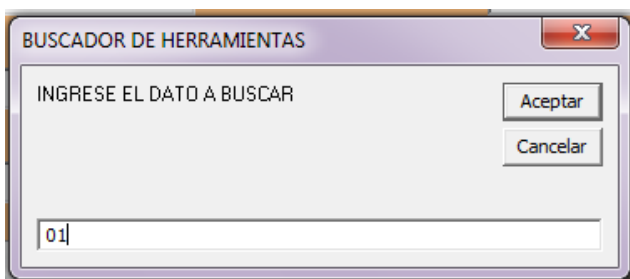 BUSCADOR DE HERRAMIENTAS
INGRESE EL DATO A BUSCAR
Aceptar
Cancelar
01